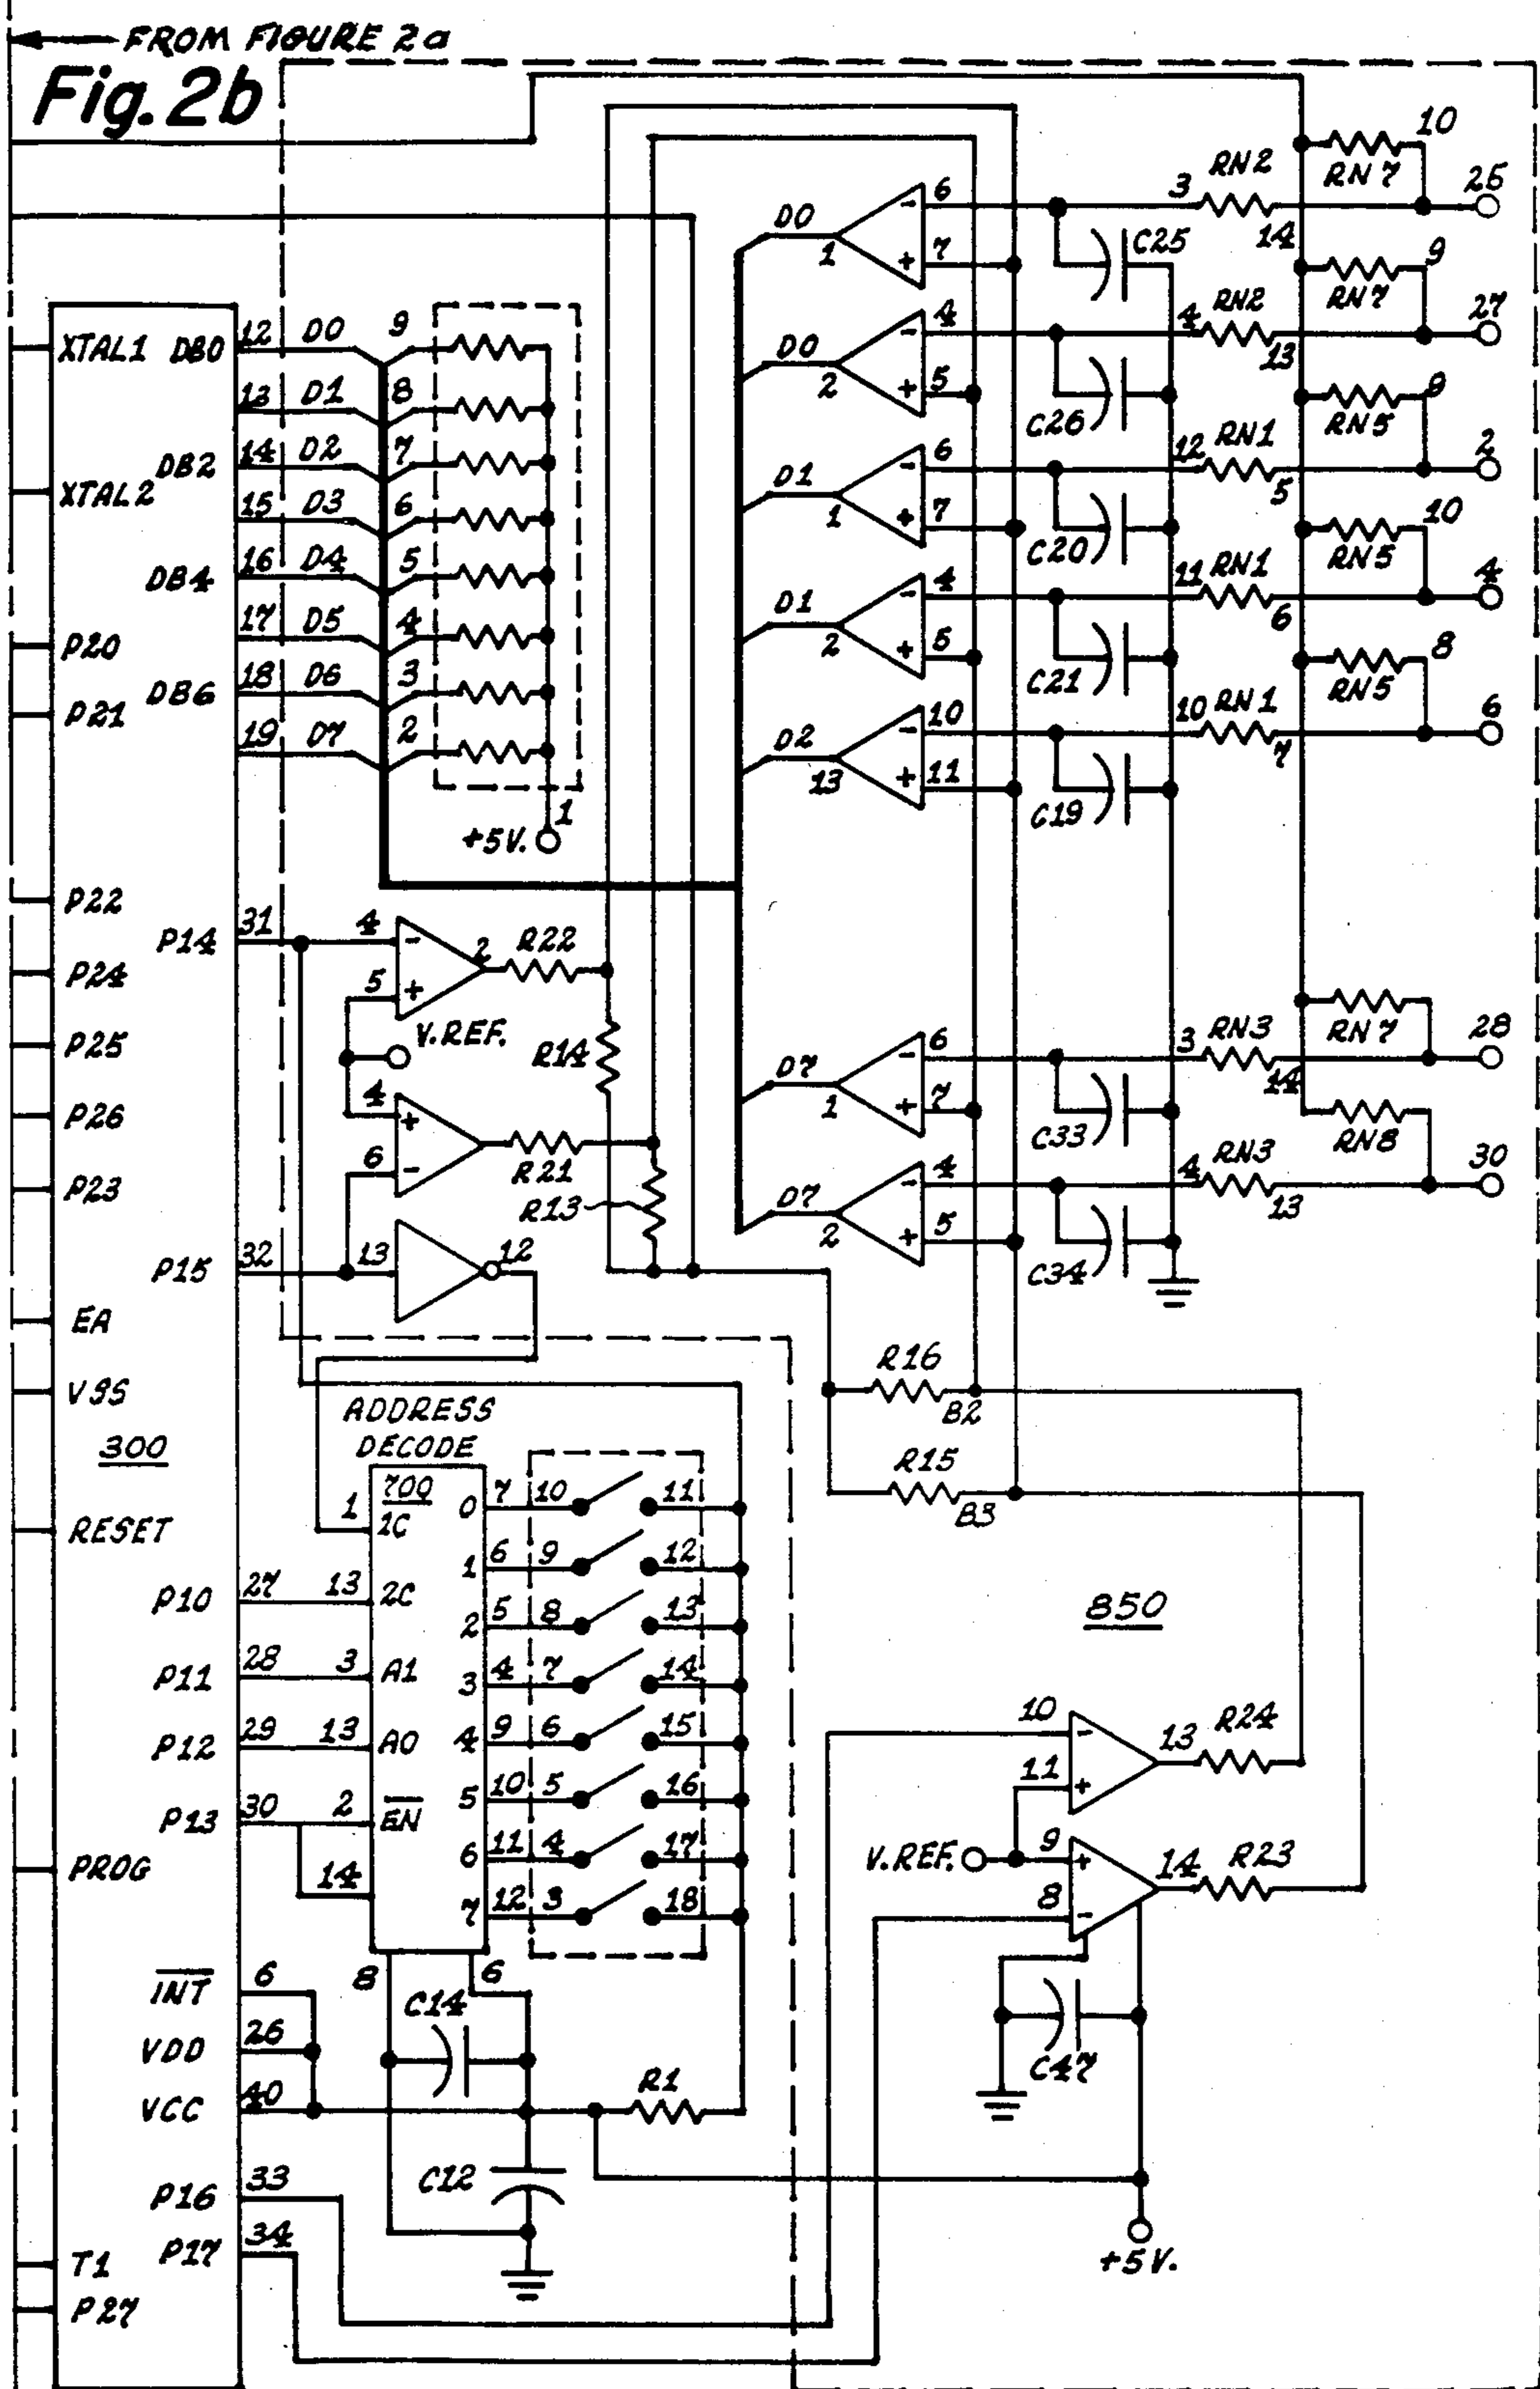 FROM FIGURE 2a
Fig. 2b
10
RN2
RN7
25
6
3
14
D0
1
7
C25
9
RN7
4
4
RN2
27
13
D0
2
5
C26
9
RN5
6
12
RN1
2
5
D1
1
7
C20
10
RN5
4
11
RN1
4
6
D1
2
5
C21
8
RN5
10
10
RN1
6
7
D2
13
11
C19
XTAL1
DB0
12
D0
9
13
D1
8
DB2
14
D2
7
XTAL2
15
D3
6
DB4
16
D4
5
P20
17
D5
4
DB6
18
D6
3
P21
19
D7
2
1
+5V.
P22
P14
31
4
-
2
R22
P24
5
+
V.REF.
R14
P25
P26
4
+
6
-
R21
P23
R13
P15
32
13
12
RN7
6
3
RN3
28
14
D7
1
7
C33
RN8
4
4
RN3
30
13
D7
2
5
C34
EA
VSS
300
RESET
R16
B2
R15
B3
ADDRESS
DECODE
700
1
1C
0
7
10
11
1
6
9
12
P10
27
13
2C
2
5
8
13
P11
28
3
A1
3
4
7
14
P12
29
13
A0
4
9
6
15
P13
30
2
EN
5
10
5
16
14
6
11
4
17
PROG
7
12
3
18
850
10
-
13
R24
11
+
V.REF.
9
+
14
R23
8
-
C47
INT
6
8
6
C14
VDD
26
VCC
40
R1
C12
P16
33
P17
34
T1
P27
+5V.